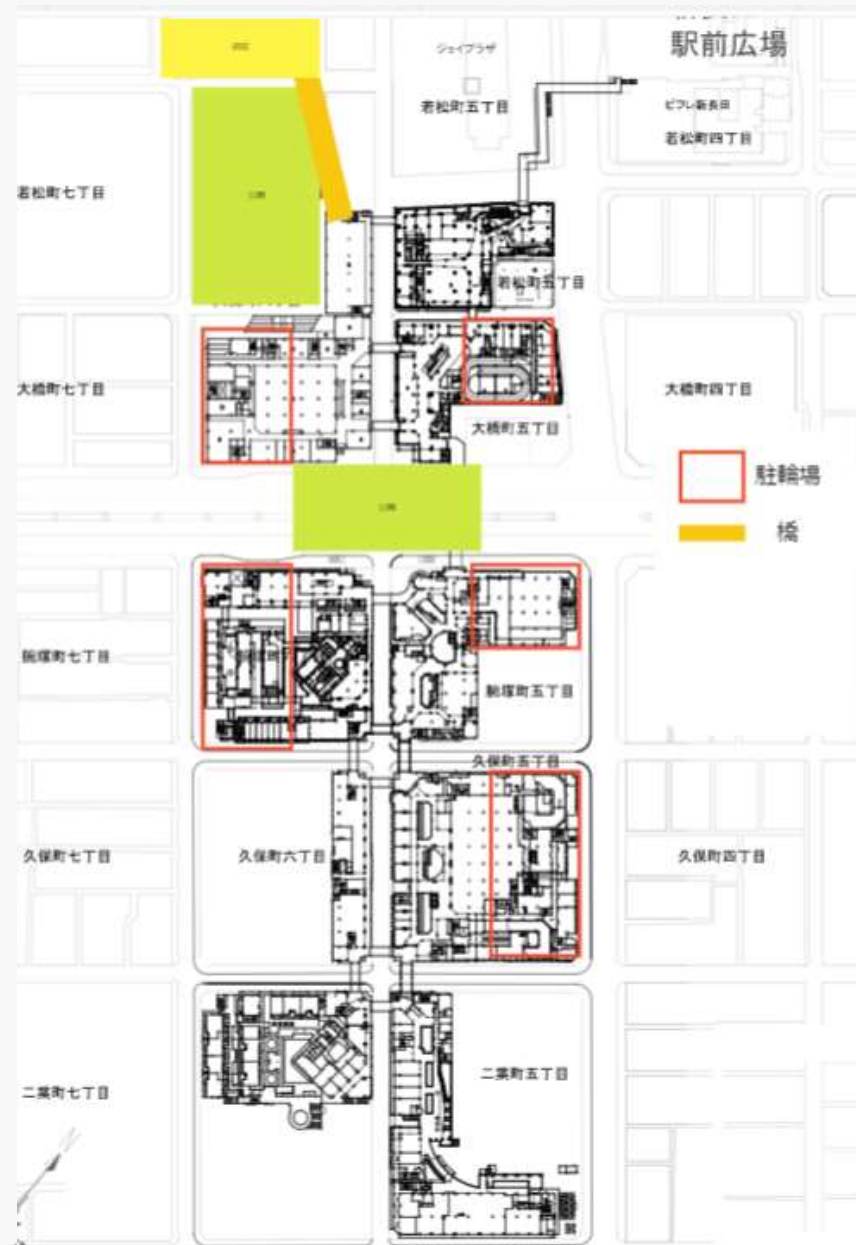 ジョイプラザ
駅前広場
若松町五丁目
ピフレ新長田
若松町四丁目
若松町七丁目
公園
若松町五丁目
大橋町七丁目
大橋町四丁目
大橋町五丁目
駐輪場
公園
橋
腕塚町七丁目
腕塚町五丁目
久保町五丁目
久保町七丁目
久保町六丁目
久保町四丁目
二葉町五丁目
二葉町七丁目